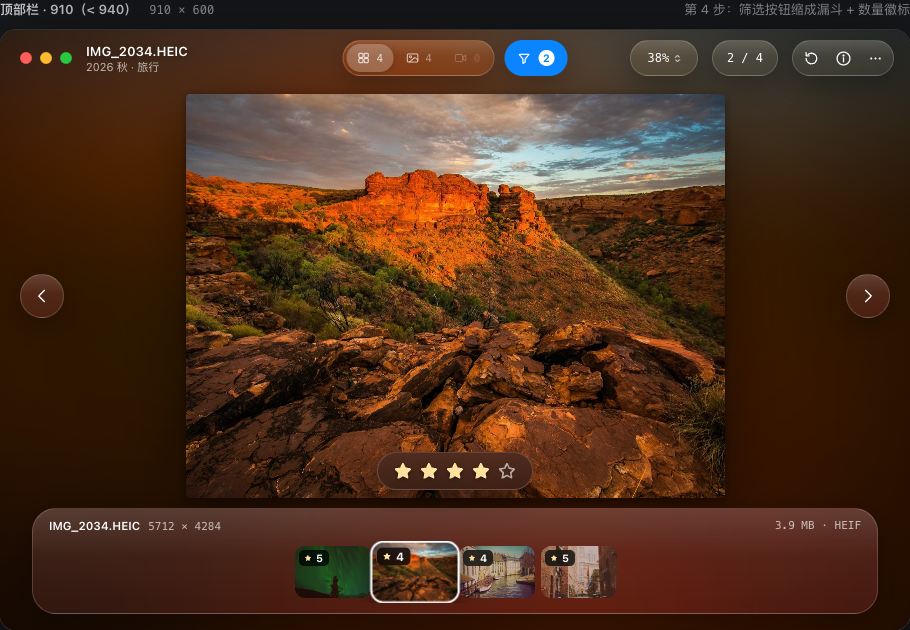 顶部栏 · 910（< 940） 910 × 600
第 4 步：筛选按钮缩成漏斗 + 数量徽标
IMG_2034.HEIC
2026 秋 · 旅行
4 4 0
2
38%
2 / 4
IMG_2034.HEIC 5712 × 4284
3.9 MB · HEIF
★ 5
★ 4
★ 4
★ 5